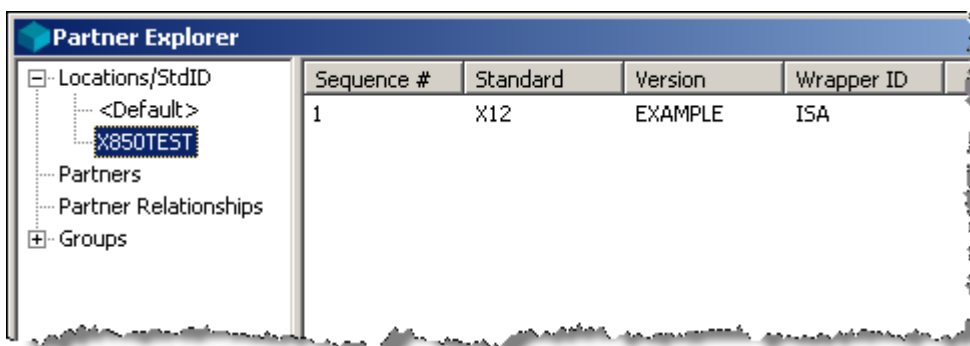 Partner Explorer
Locations/StdID
<Default>
X850TEST
Partners
Partner Relationships
Groups
Sequence # Standard Version Wrapper ID
1 X12 EXAMPLE ISA